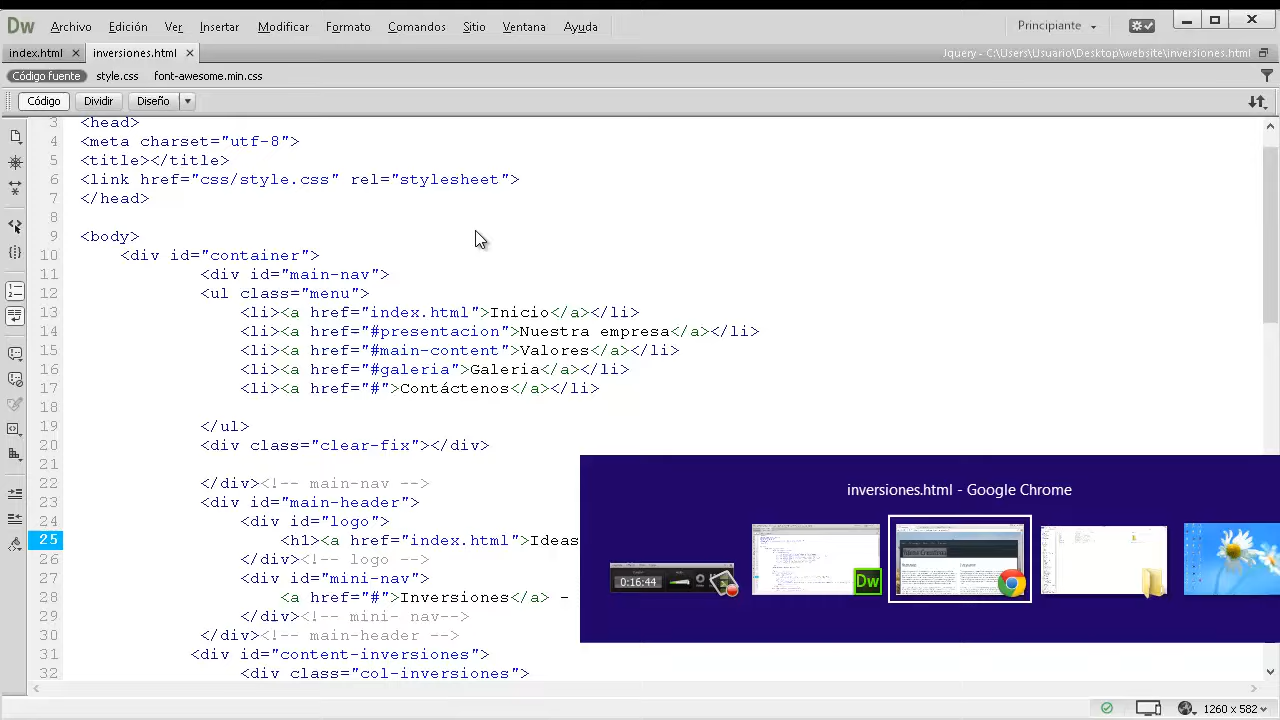 Dw Archivo Edición Ver Insertar Modificar Formato Comandos Sitio Ventana Ayuda Principiante
index.html inversiones.html Jquery - C:\Users\Usuario\Desktop\website\inversiones.html
Código fuente style.css font-awesome.min.css
Código Dividir Diseño
3 <head>
4 <meta charset="utf-8">
5 <title></title>
6 <link href="css/style.css" rel="stylesheet">
7 </head>
8
9 <body>
10 <div id="container">
11 <div id="main-nav">
12 <ul class="menu">
13 <li><a href="index.html">Inicio</a></li>
14 <li><a href="#presentacion">Nuestra empresa</a></li>
15 <li><a href="#main-content">Valores</a></li>
16 <li><a href="#galeria">Galeria</a></li>
17 <li><a href="#">Contáctenos</a></li>
18
19 </ul>
20 <div class="clear-fix"></div>
21
22 </div><!-- main-nav -->
23 <div id="main-header">
24 <div id="logo">
25 <h1><a href="index.html">Ideas
26 </div><!-- logo -->
27 <div id="mini-nav">
28 <a href="#">Inversiones</a> -
29 </div><!-- mini- nav-->
30 </div><!-- main-header -->
31 <div id="content-inversiones">
32 <div class="col-inversiones">
inversiones.html - Google Chrome
0:16:44
Dw
1260 x 582